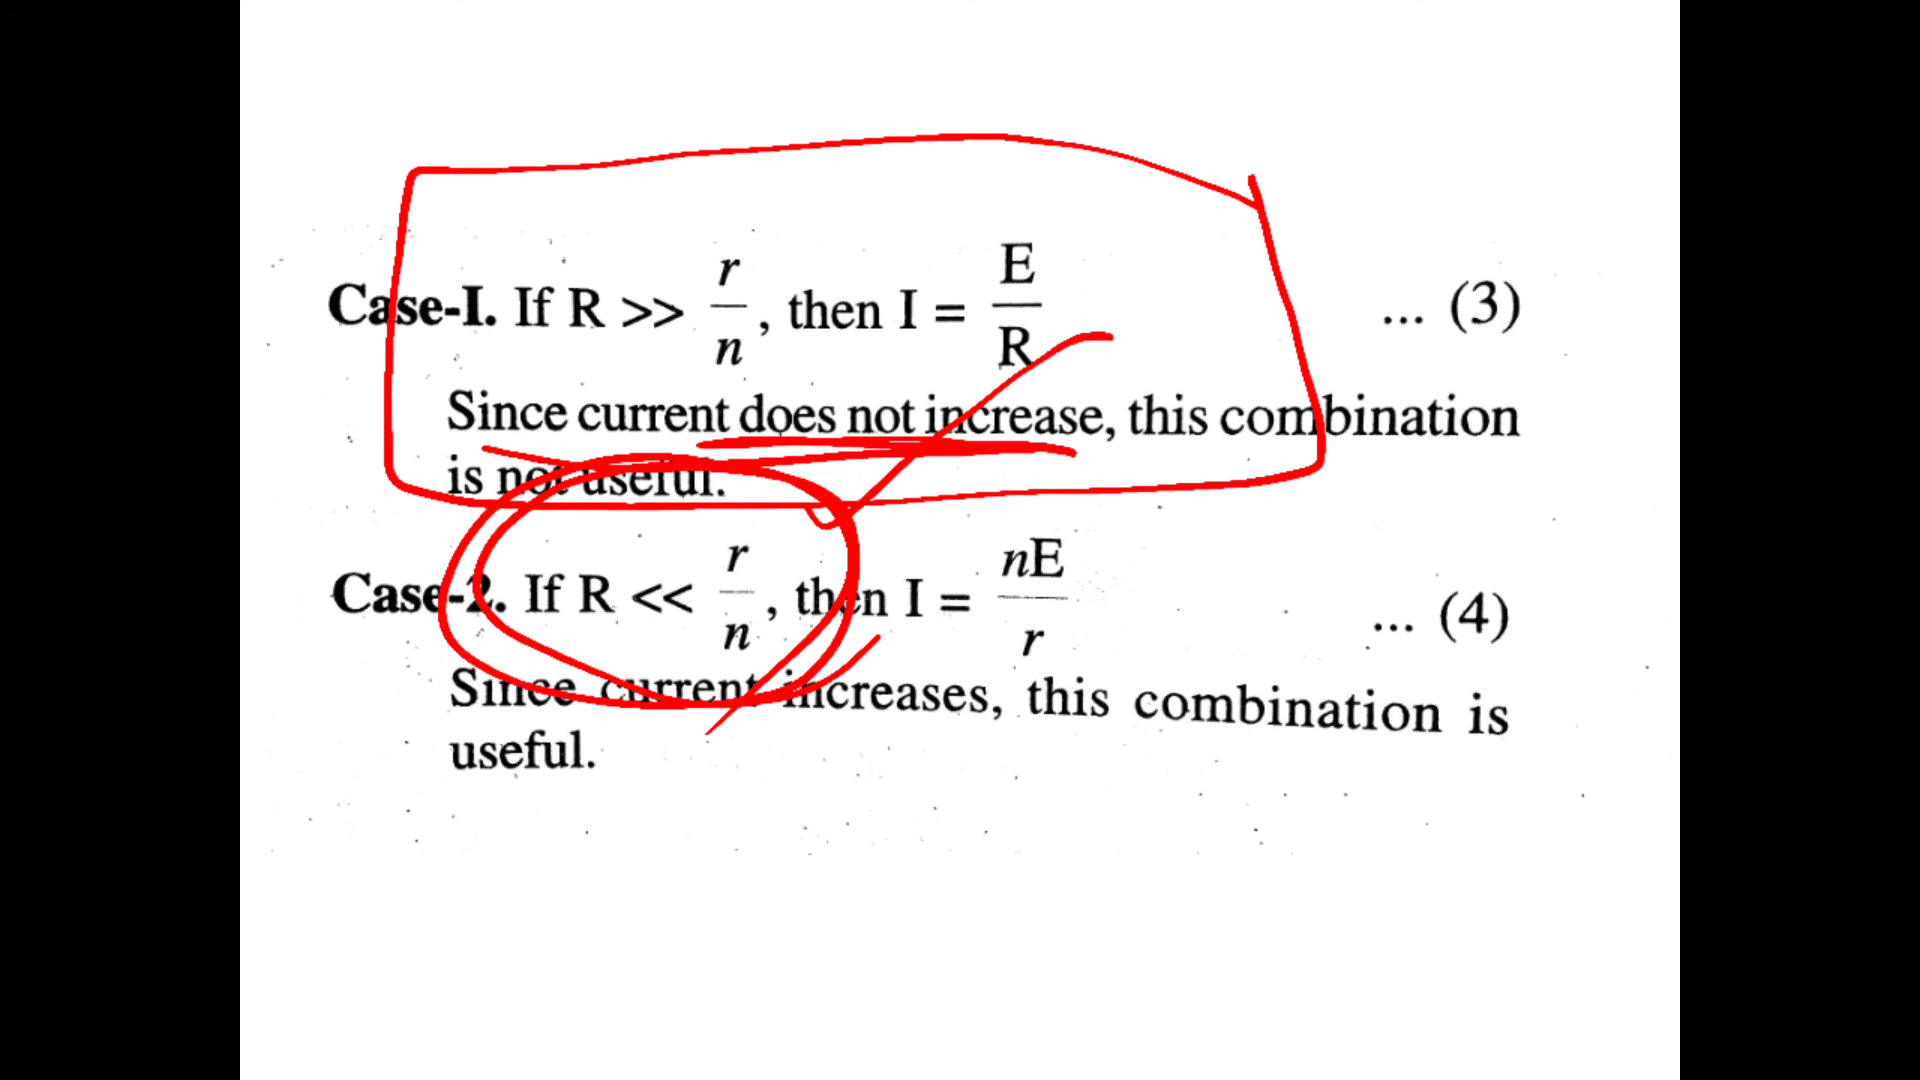 Case-I. If R >> r/n, then I = E/R ... (3)
Since current does not increase, this combination
is not useful.
Case-2. If R << r/n, then I = nE/r ... (4)
Since current increases, this combination is
useful.